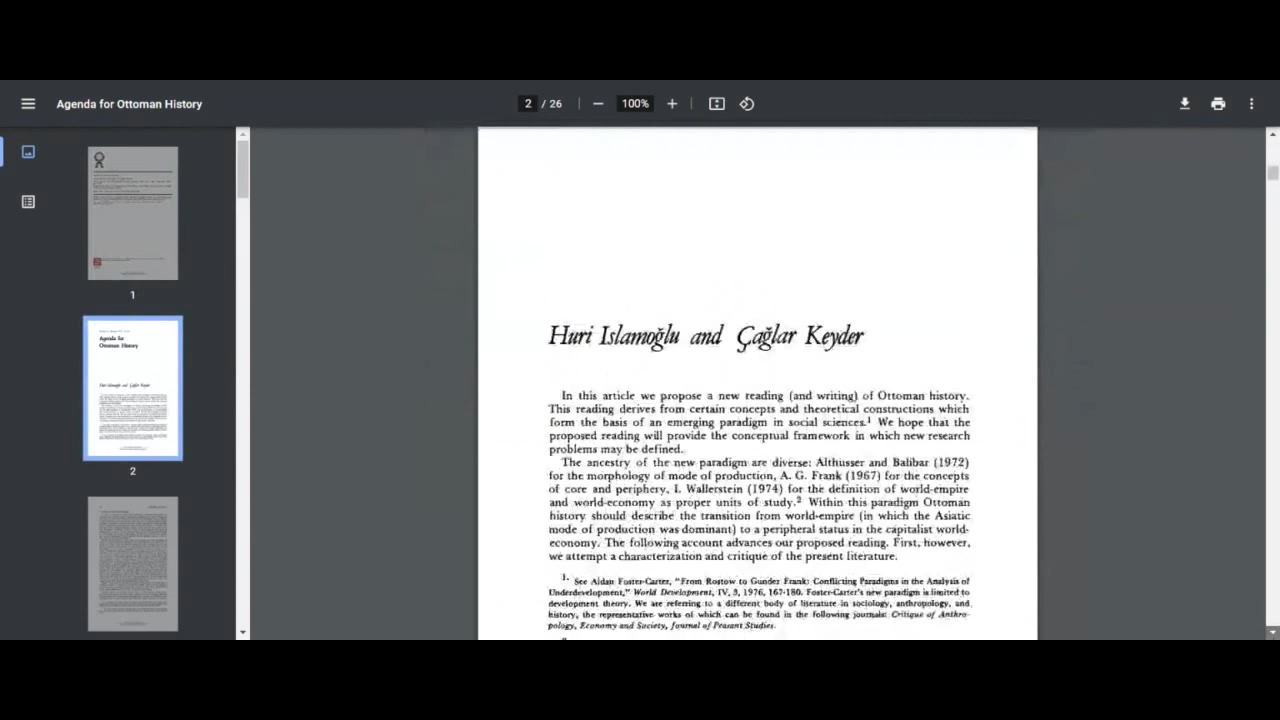 Agenda for Ottoman History
2 / 26
100%
1
Agenda for
Ottoman History
2
Huri Islamoğlu and Çağlar Keyder
In this article we propose a new reading (and writing) of Ottoman history.
This reading derives from certain concepts and theoretical constructions which
form the basis of an emerging paradigm in social sciences.¹ We hope that the
proposed reading will provide the conceptual framework in which new research
problems may be defined.
The ancestry of the new paradigm are diverse: Althusser and Balibar (1972)
for the morphology of mode of production, A. G. Frank (1967) for the concepts
of core and periphery, I. Wallerstein (1974) for the definition of world-empire
and world-economy as proper units of study.² Within this paradigm Ottoman
history should describe the transition from world-empire (in which the Asiatic
mode of production was dominant) to a peripheral status in the capitalist world-
economy. The following account advances our proposed reading. First, however,
we attempt a characterization and critique of the present literature.
1. See Aidan Foster-Carter, "From Rostow to Gunder Frank: Conflicting Paradigms in the Analysis of
Underdevelopment," World Development, IV, 3, 1976, 167-180. Foster-Carter's new paradigm is limited to
development theory. We are referring to a different body of literature in sociology, anthropology, and
history, the representative works of which can be found in the following journals: Critique of Anthro-
pology, Economy and Society, Journal of Peasant Studies.